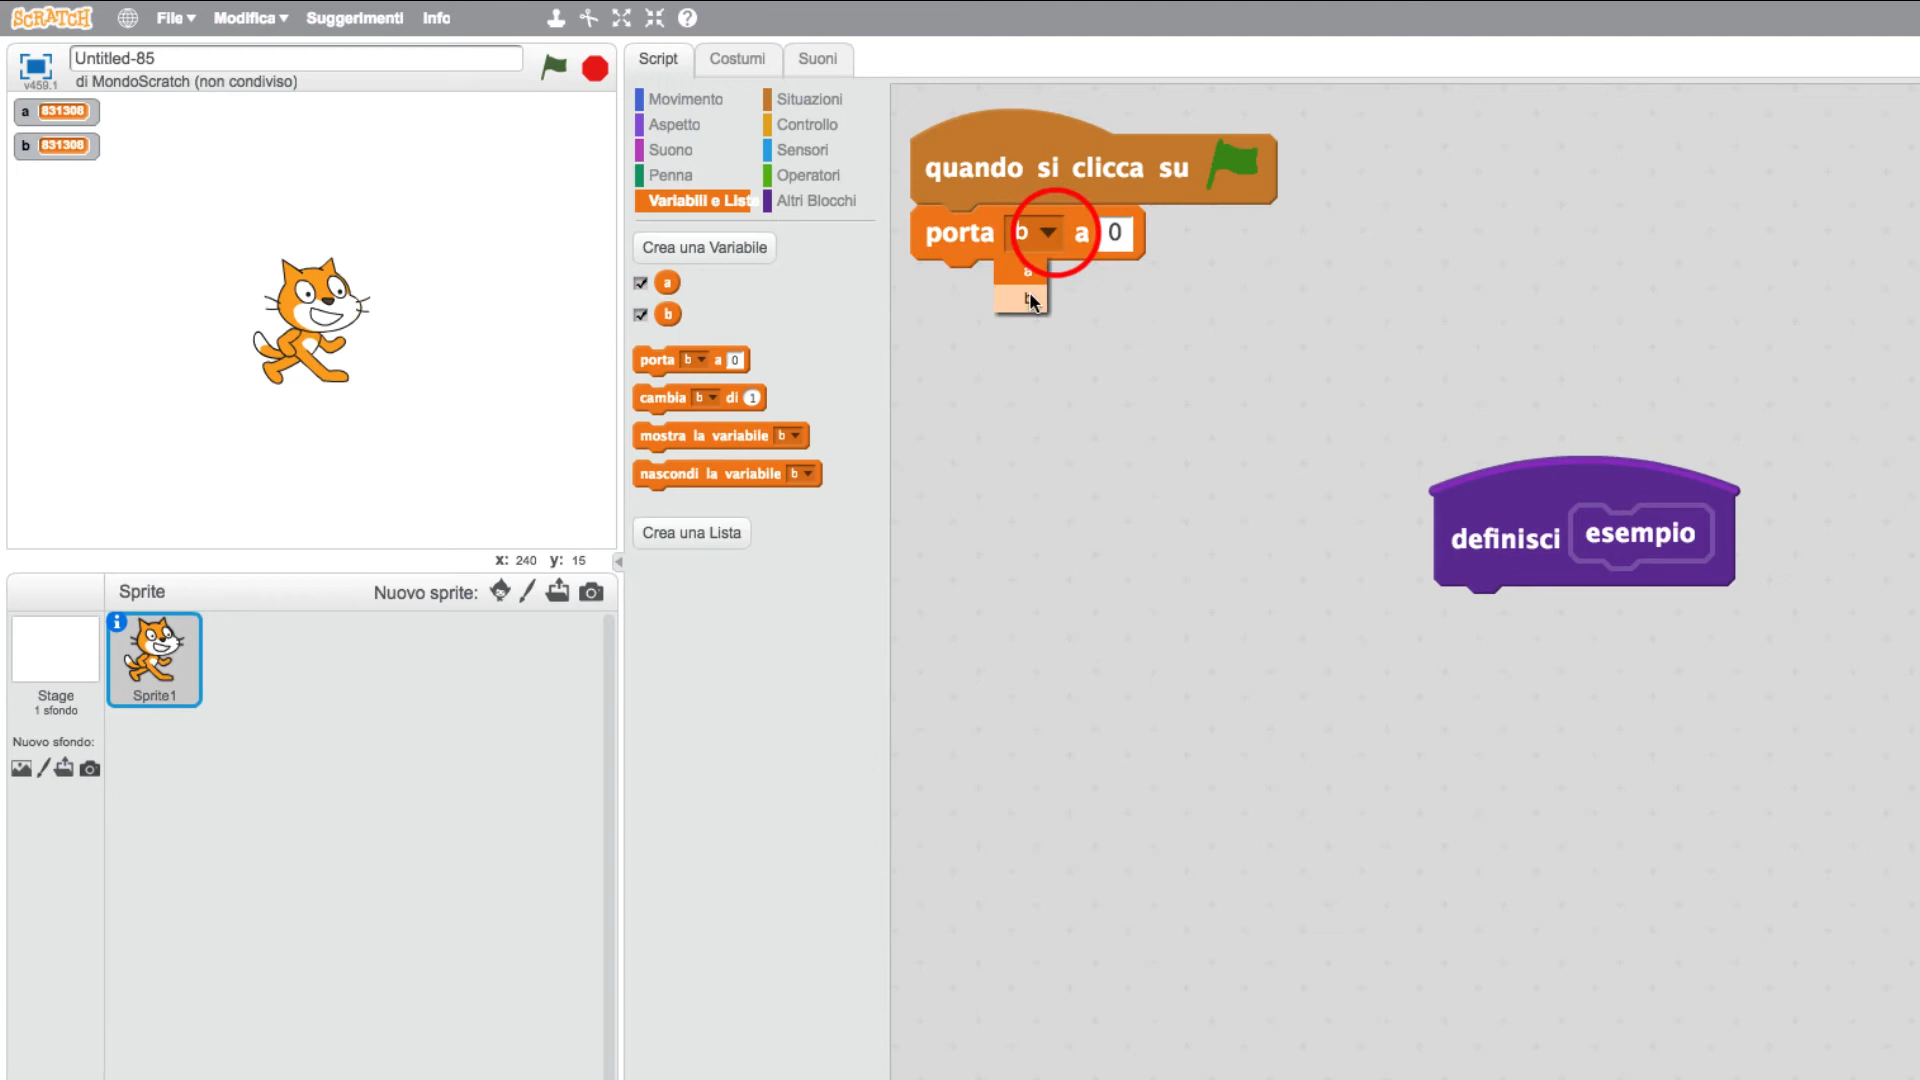 SCRATCH
File
Modifica
Suggerimenti
Info
Untitled-85
v459.1
di MondoScratch (non condiviso)
a 831308
b 831308
x: 240 y: 15
Sprite
Nuovo sprite:
Stage
1 sfondo
Nuovo sfondo:
Sprite1
Script
Costumi
Suoni
Movimento
Aspetto
Suono
Penna
Variabili e Liste
Situazioni
Controllo
Sensori
Operatori
Altri Blocchi
Crea una Variabile
a
b
porta b a 0
cambia b di 1
mostra la variabile b
nascondi la variabile b
Crea una Lista
quando si clicca su
porta b a 0
a
b
definisci esempio